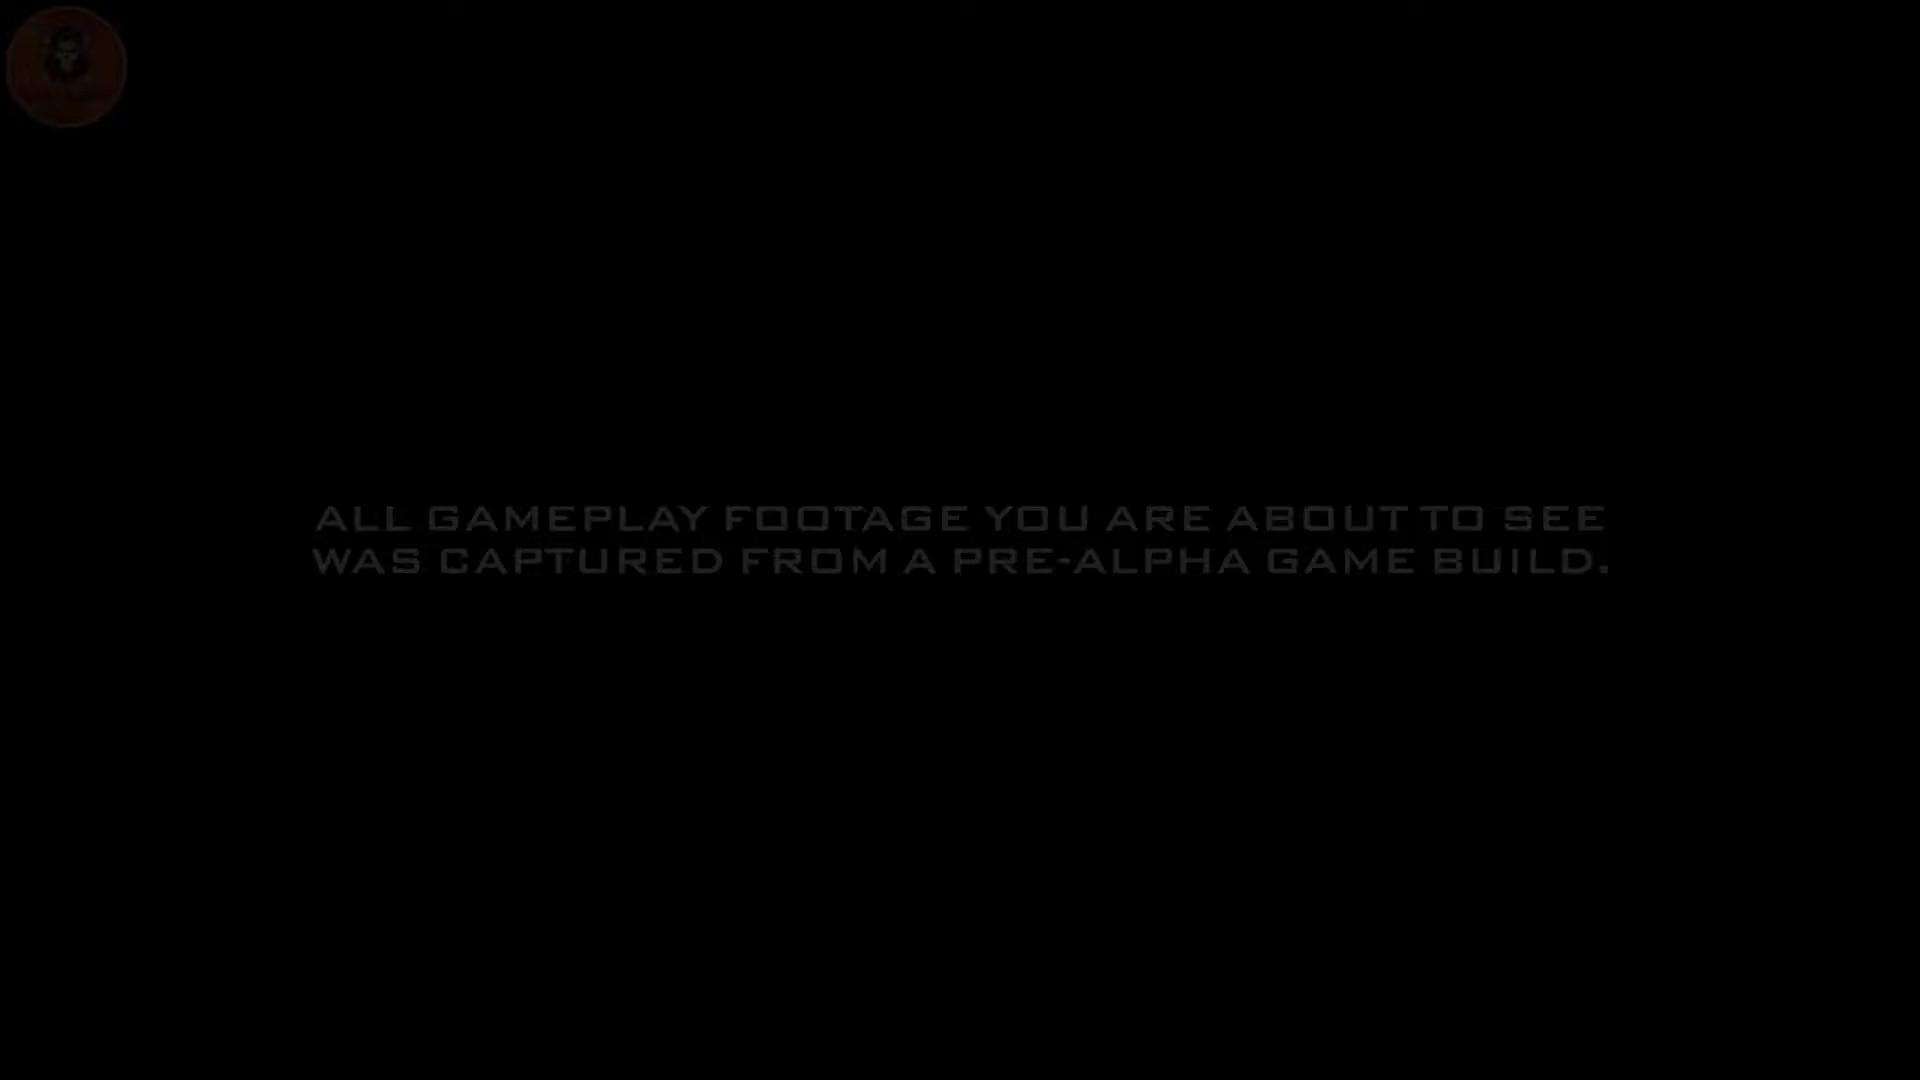 ALL GAMEPLAY FOOTAGE YOU ARE ABOUT TO SEE
WAS CAPTURED FROM A PRE-ALPHA GAME BUILD.